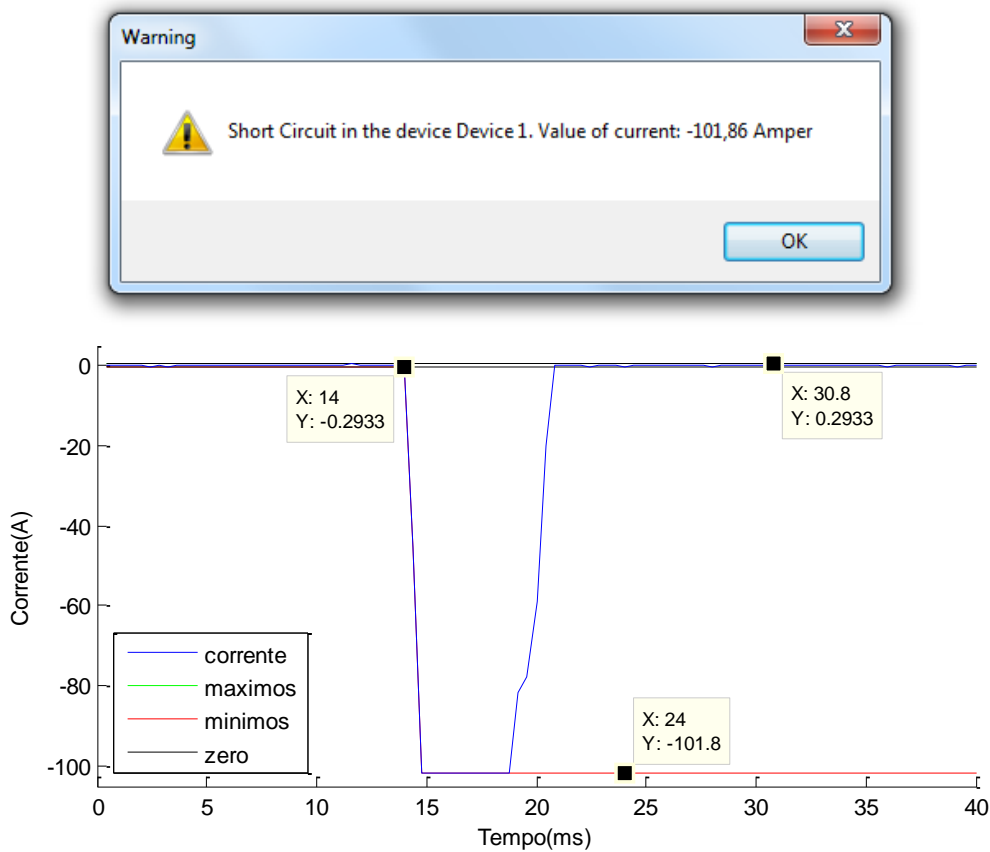 Warning
Short Circuit in the device Device 1. Value of current: -101,86 Amper
OK
0
-20
-40
-60
-80
-100
Corrente(A)
X: 14
Y: -0.2933
X: 30.8
Y: 0.2933
X: 24
Y: -101.8
corrente
maximos
minimos
zero
0 5 10 15 20 25 30 35 40
Tempo(ms)